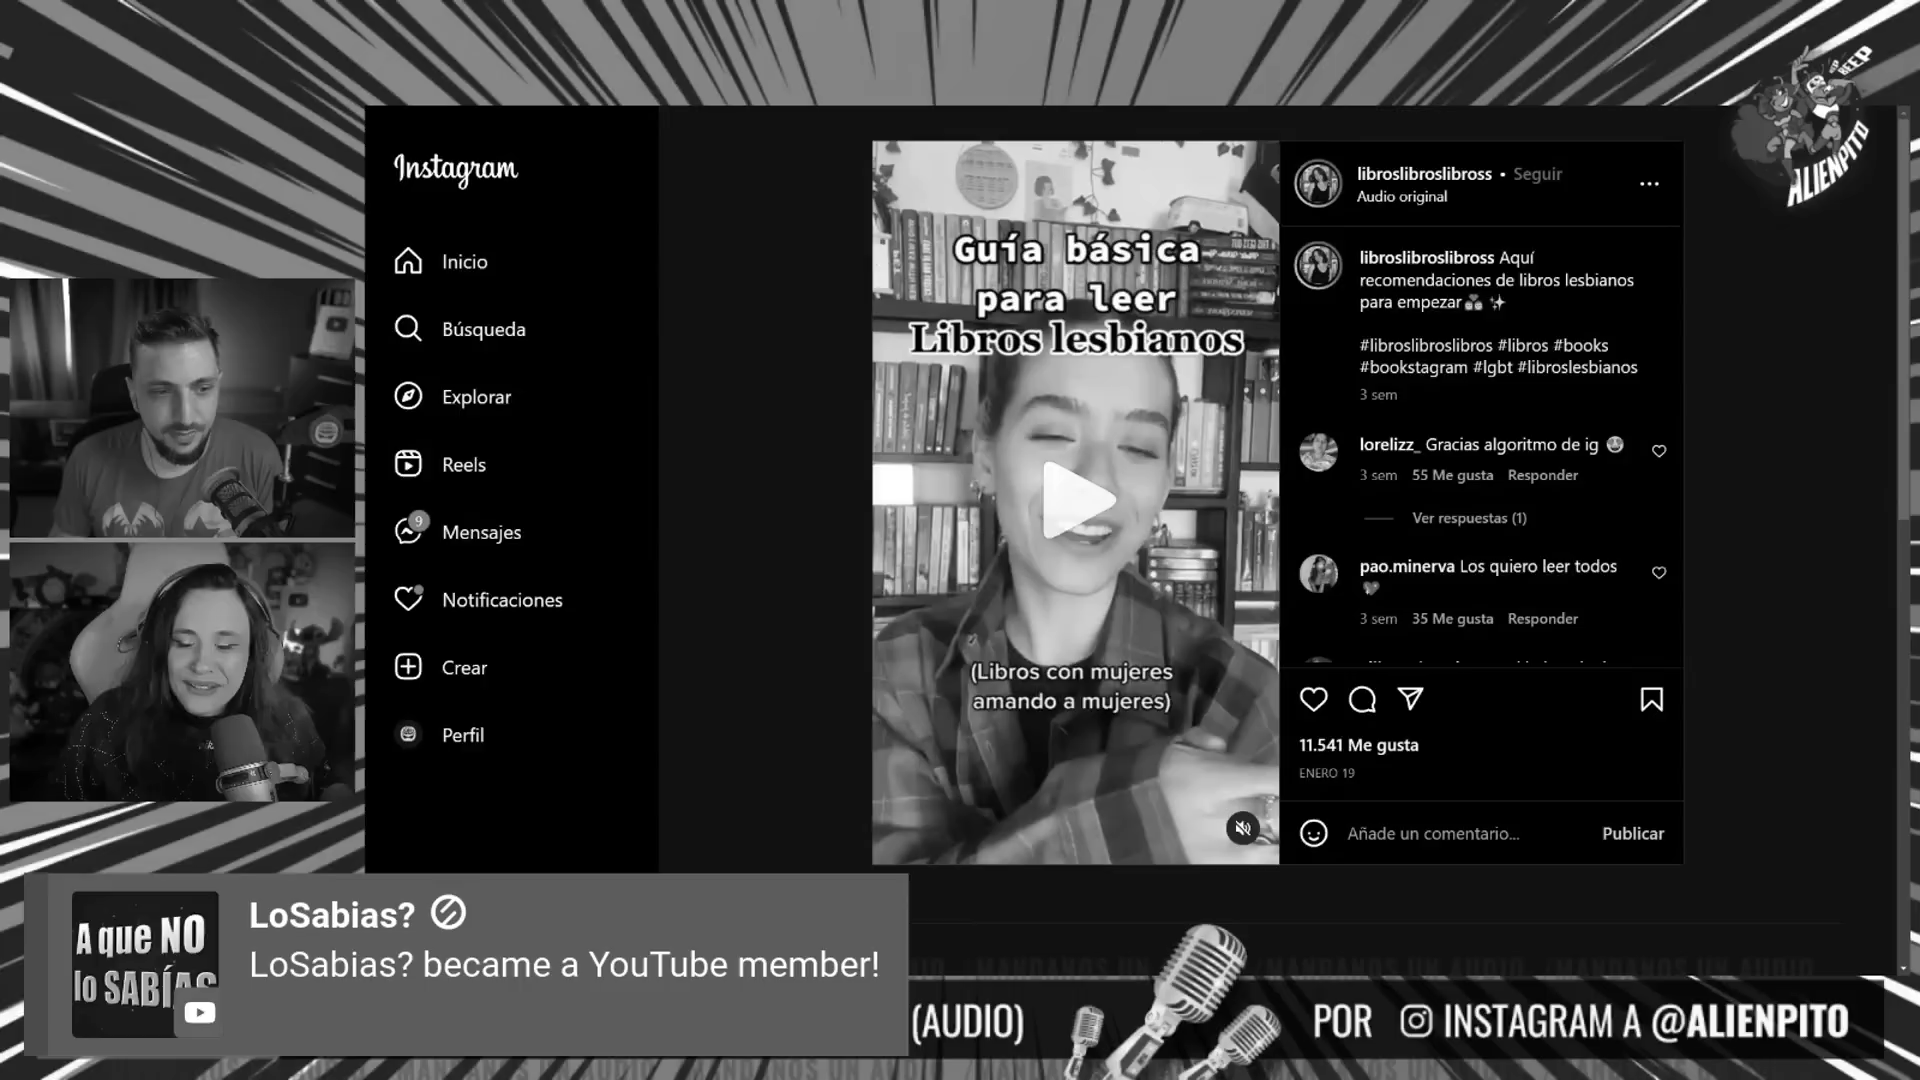 BEEP
ALIENPITO
Instagram
Inicio
Búsqueda
Explorar
Reels
9
Mensajes
Notificaciones
Crear
Perfil
Guía básica
para leer
Libros lesbianos
(Libros con mujeres
amando a mujeres)
libroslibroslibross • Seguir
Audio original
libroslibroslibross Aquí
recomendaciones de libros lesbianos
para empezar
#libroslibroslibros #libros #books
#bookstagram #lgbt #libroslesbianos
3 sem
lorelizz_ Gracias algoritmo de ig
3 sem 55 Me gusta Responder
Ver respuestas (1)
pao.minerva Los quiero leer todos
3 sem 35 Me gusta Responder
11.541 Me gusta
ENERO 19
Añade un comentario...
Publicar
A que NO
lo SABÍAS
LoSabias?
LoSabias? became a YouTube member!
(AUDIO)
POR INSTAGRAM A @ALIENPITO